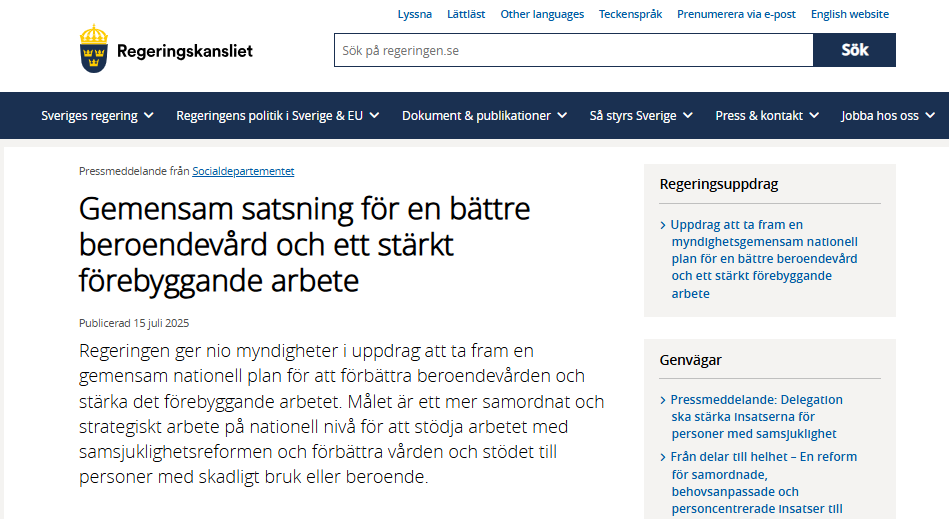 Lyssna Lättläst Other languages Teckenspråk Prenumerera via e-post English website
Regeringskansliet
Sök på regeringen.se
Sök
Sveriges regering Regeringens politik i Sverige & EU Dokument & publikationer Så styrs Sverige Press & kontakt Jobba hos oss
Pressmeddelande från Socialdepartementet
Gemensam satsning för en bättre
beroendevård och ett stärkt
förebyggande arbete
Publicerad 15 juli 2025
Regeringen ger nio myndigheter i uppdrag att ta fram en
gemensam nationell plan för att förbättra beroendevården och
stärka det förebyggande arbetet. Målet är ett mer samordnat och
strategiskt arbete på nationell nivå för att stödja arbetet med
samsjuklighetsreformen och förbättra vården och stödet till
personer med skadligt bruk eller beroende.
Regeringsuppdrag
Uppdrag att ta fram en
myndighetsgemensam nationell
plan för en bättre beroendevård
och ett stärkt förebyggande
arbete
Genvägar
Pressmeddelande: Delegation
ska stärka insatserna för
personer med samsjuklighet
Från delar till helhet – En reform
för samordnade,
behovsanpassade och
personcentrerade insatser till